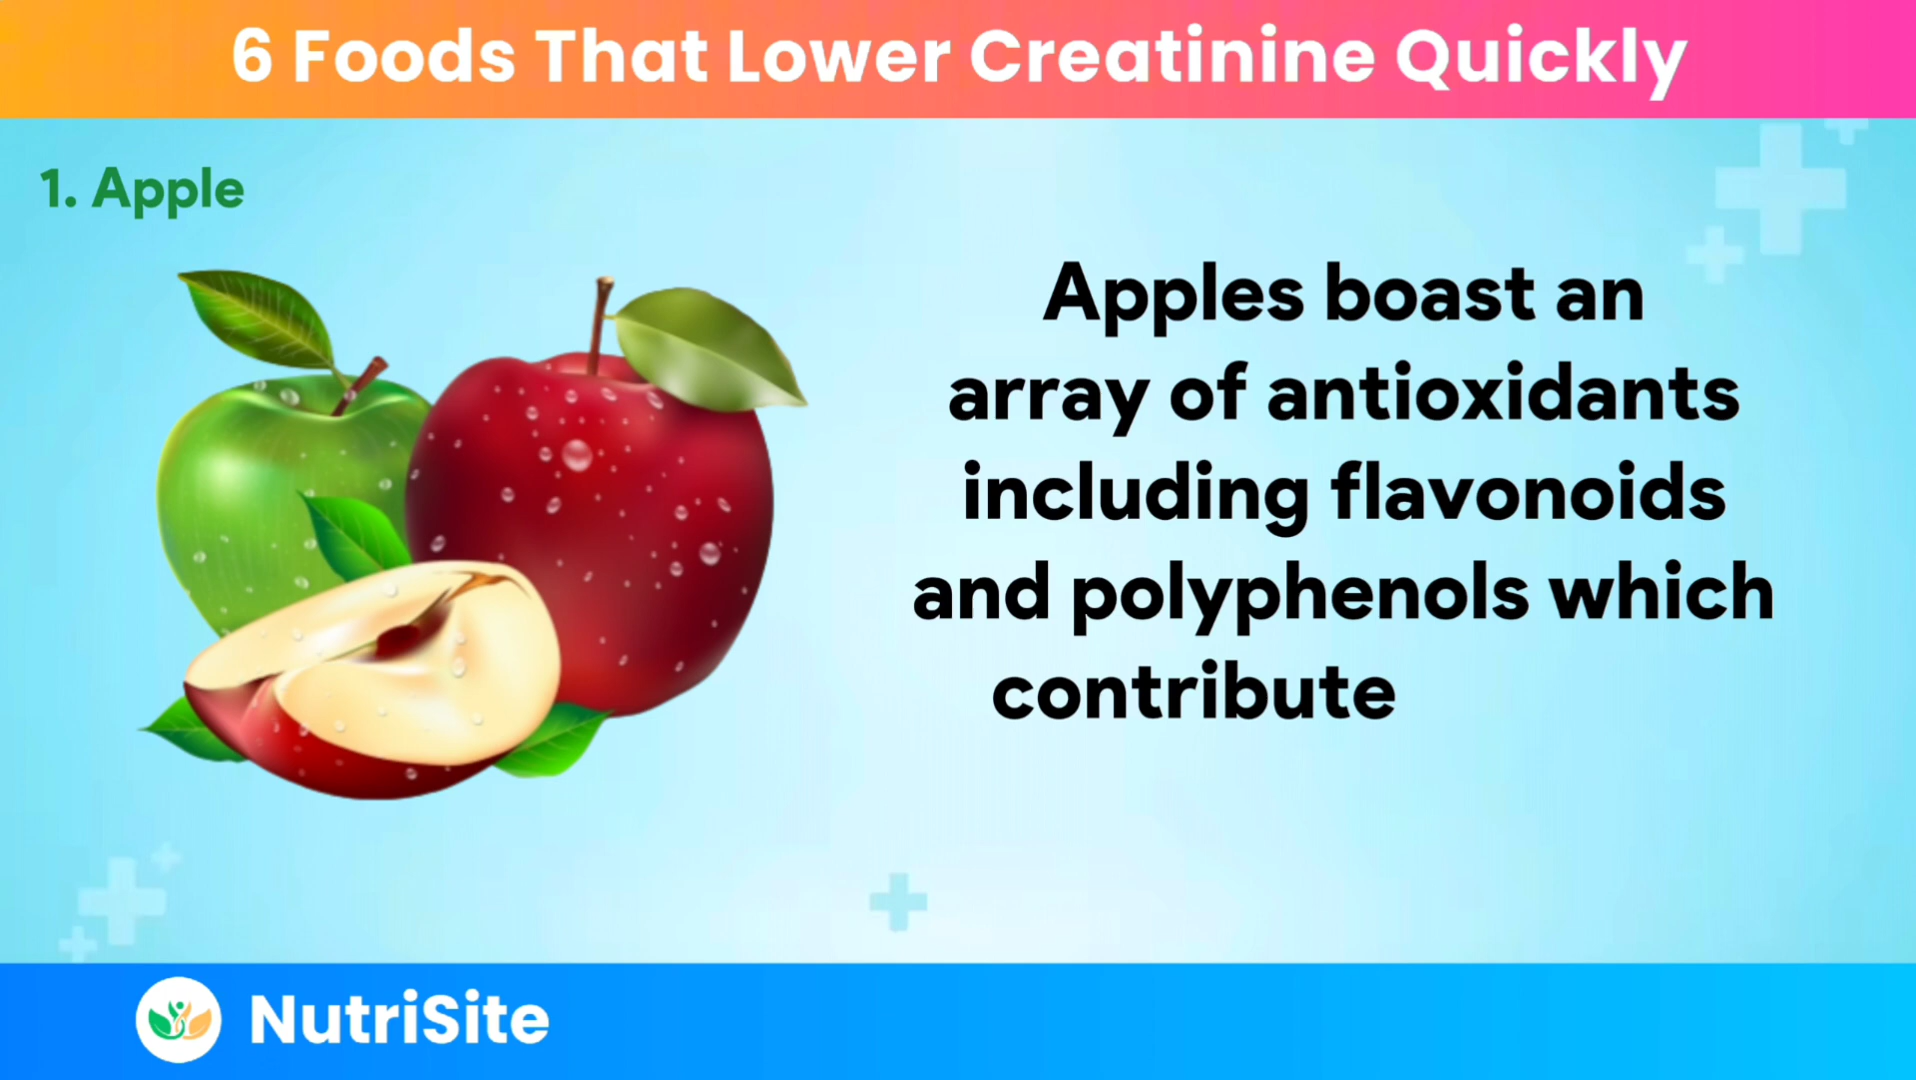 6 Foods That Lower Creatinine Quickly
1. Apple
Apples boast an
array of antioxidants
including flavonoids
and polyphenols which
contribute
NutriSite